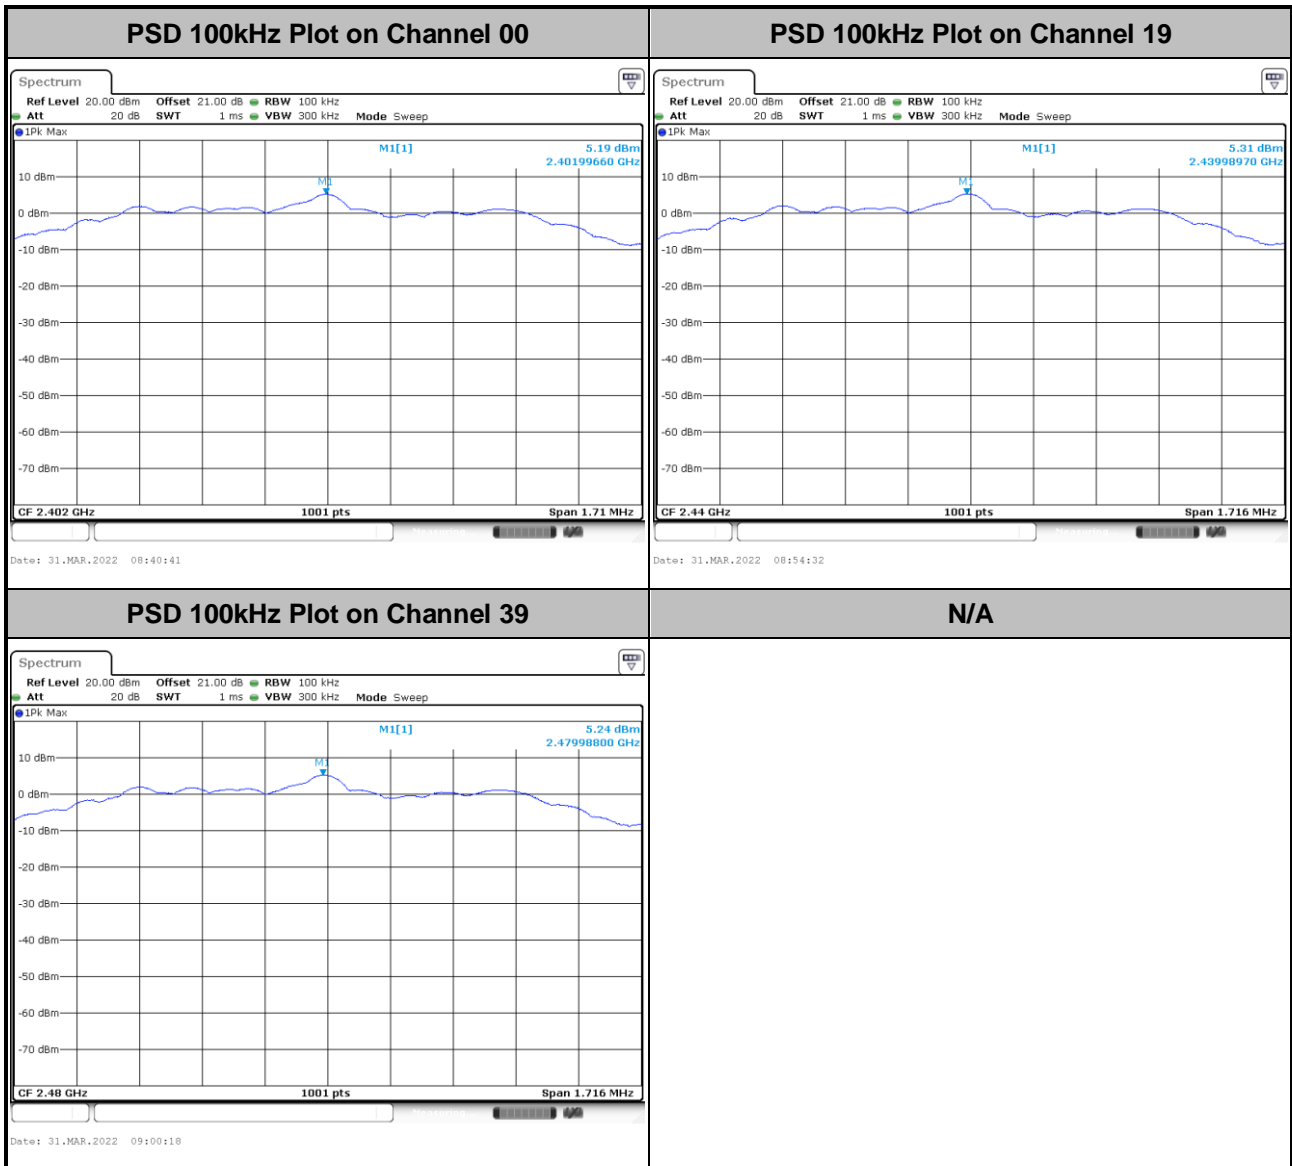 PSD 100kHz Plot on Channel 00
PSD 100kHz Plot on Channel 19
Spectrum
Ref Level 20.00 dBm Offset 21.00 dB RBW 100 kHz
Att 20 dB SWT 1 ms VBW 300 kHz Mode Sweep
1Pk Max
M1[1] 5.19 dBm
2.40199660 GHz
10 dBm
M1
0 dBm
-10 dBm
-20 dBm
-30 dBm
-40 dBm
-50 dBm
-60 dBm
-70 dBm
CF 2.402 GHz 1001 pts Span 1.71 MHz
Measuring...
Date: 31.MAR.2022 08:40:41
Spectrum
Ref Level 20.00 dBm Offset 21.00 dB RBW 100 kHz
Att 20 dB SWT 1 ms VBW 300 kHz Mode Sweep
1Pk Max
M1[1] 5.31 dBm
2.43998970 GHz
10 dBm
M1
0 dBm
-10 dBm
-20 dBm
-30 dBm
-40 dBm
-50 dBm
-60 dBm
-70 dBm
CF 2.44 GHz 1001 pts Span 1.716 MHz
Measuring...
Date: 31.MAR.2022 08:54:32
PSD 100kHz Plot on Channel 39
N/A
Spectrum
Ref Level 20.00 dBm Offset 21.00 dB RBW 100 kHz
Att 20 dB SWT 1 ms VBW 300 kHz Mode Sweep
1Pk Max
M1[1] 5.24 dBm
2.47998800 GHz
10 dBm
M1
0 dBm
-10 dBm
-20 dBm
-30 dBm
-40 dBm
-50 dBm
-60 dBm
-70 dBm
CF 2.48 GHz 1001 pts Span 1.716 MHz
Measuring...
Date: 31.MAR.2022 09:00:18